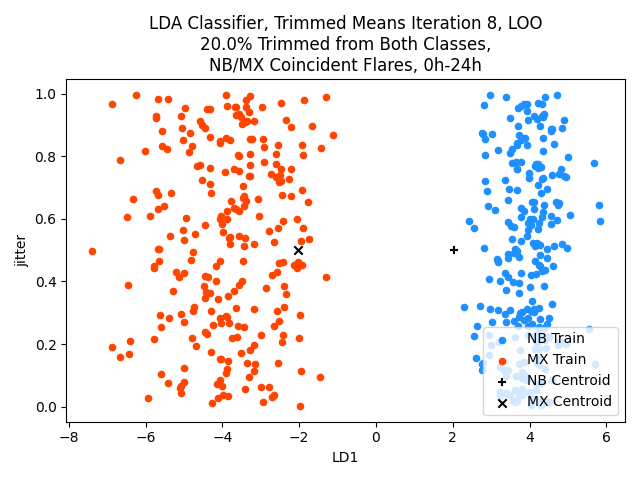 LDA Classifier, Trimmed Means Iteration 8, LOO
20.0% Trimmed from Both Classes,
NB/MX Coincident Flares, 0h-24h
1.0
0.8
0.6
0.4
0.2
0.0
jitter
−8
−6
−4
−2
0
2
4
6
LD1
NB Train
MX Train
NB Centroid
MX Centroid